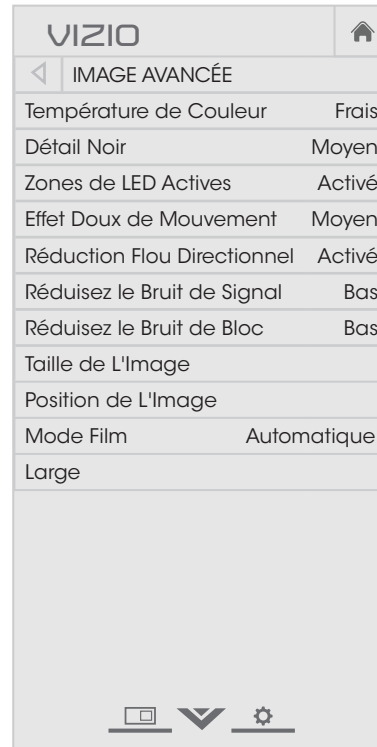 VIZIO
IMAGE AVANCÉE
Température de Couleur Frais
Détail Noir Moyen
Zones de LED Actives Activé
Effet Doux de Mouvement Moyen
Réduction Flou Directionnel Activé
Réduisez le Bruit de Signal Bas
Réduisez le Bruit de Bloc Bas
Taille de L'Image
Position de L'Image
Mode Film Automatique
Large